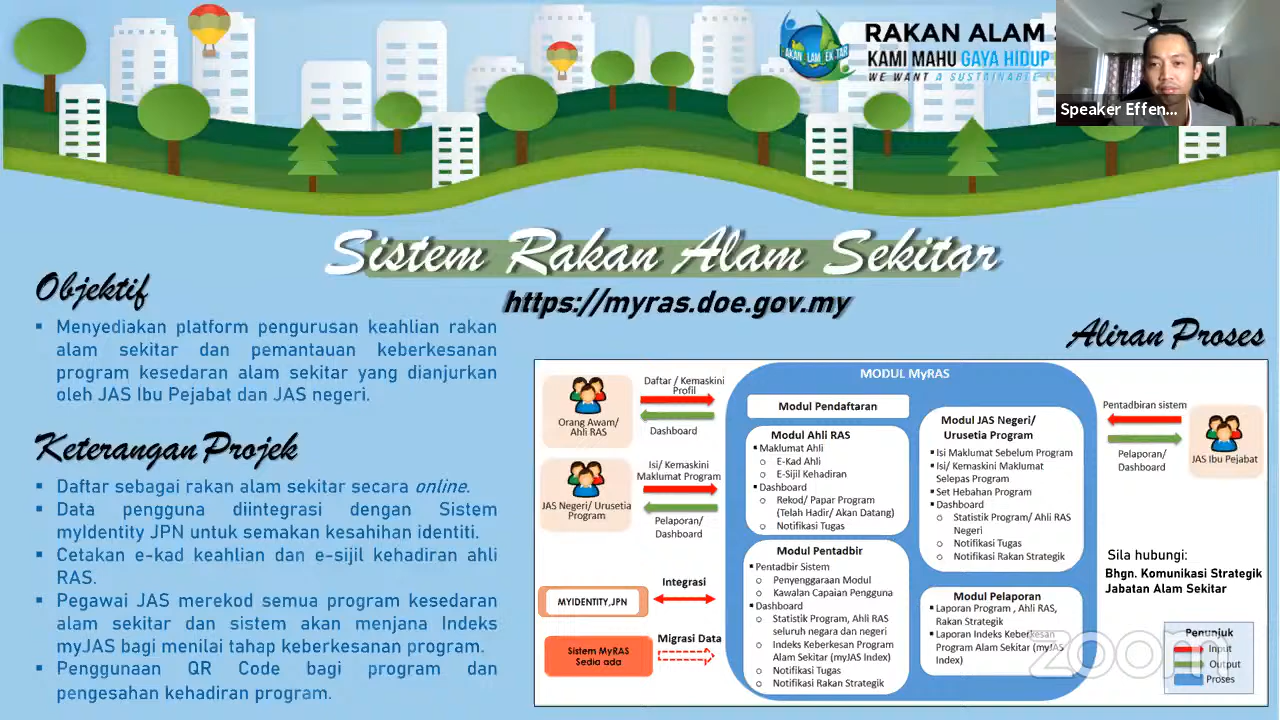 RAKAN ALAM
KAMI MAHU GAYA HIDUP
WE WANT A SUSTAINABLE
Speaker Effen...
Sistem Rakan Alam Sekitar
https://myras.doe.gov.my
Objektif
▪ Menyediakan platform pengurusan keahlian rakan
alam sekitar dan pemantauan keberkesanan
program kesedaran alam sekitar yang dianjurkan
oleh JAS Ibu Pejabat dan JAS negeri.
Keterangan Projek
▪ Daftar sebagai rakan alam sekitar secara online.
▪ Data pengguna diintegrasi dengan Sistem
myIdentity JPN untuk semakan kesahihan identiti.
▪ Cetakan e-kad keahlian dan e-sijil kehadiran ahli
RAS.
▪ Pegawai JAS merekod semua program kesedaran
alam sekitar dan sistem akan menjana Indeks
myJAS bagi menilai tahap keberkesanan program.
▪ Penggunaan QR Code bagi program dan
pengesahan kehadiran program.
Aliran Proses
MODUL MyRAS
Orang Awam/
Ahli RAS
Daftar / Kemaskini
Profil
Dashboard
JAS Negeri/ Urusetia
Program
Isi/ Kemaskini
Maklumat Program
Pelaporan/
Dashboard
MYIDENTITY,JPN
Integrasi
Sistem MyRAS
Sedia ada
Migrasi Data
Modul Pendaftaran
Modul Ahli RAS
▪ Maklumat Ahli
o E-Kad Ahli
o E-Sijil Kehadiran
▪ Dashboard
o Rekod/ Papar Program
(Telah Hadir/ Akan Datang)
o Notifikasi Tugas
Modul Pentadbir
▪ Pentadbir Sistem
o Penyenggaraan Modul
o Kawalan Capaian Pengguna
▪ Dashboard
o Statistik Program, Ahli RAS
seluruh negara dan negeri
o Indeks Keberkesan Program
Alam Sekitar (myJAS Index)
o Notifikasi Tugas
o Notifikasi Rakan Strategik
Modul JAS Negeri/
Urusetia Program
▪ Isi Maklumat Sebelum Program
▪ Isi/ Kemaskini Maklumat
Selepas Program
▪ Set Hebahan Program
▪ Dashboard
o Statistik Program/ Ahli RAS
Negeri
o Notifikasi Tugas
o Notifikasi Rakan Strategik
Modul Pelaporan
▪ Laporan Program , Ahli RAS,
Rakan Strategik
▪ Laporan Indeks Keberkesan
Program Alam Sekitar (myJAS
Index)
Pentadbiran sistem
Pelaporan/
Dashboard
JAS Ibu Pejabat
Sila hubungi:
Bhgn. Komunikasi Strategik
Jabatan Alam Sekitar
Penunjuk
Input
Output
Proses
zoom